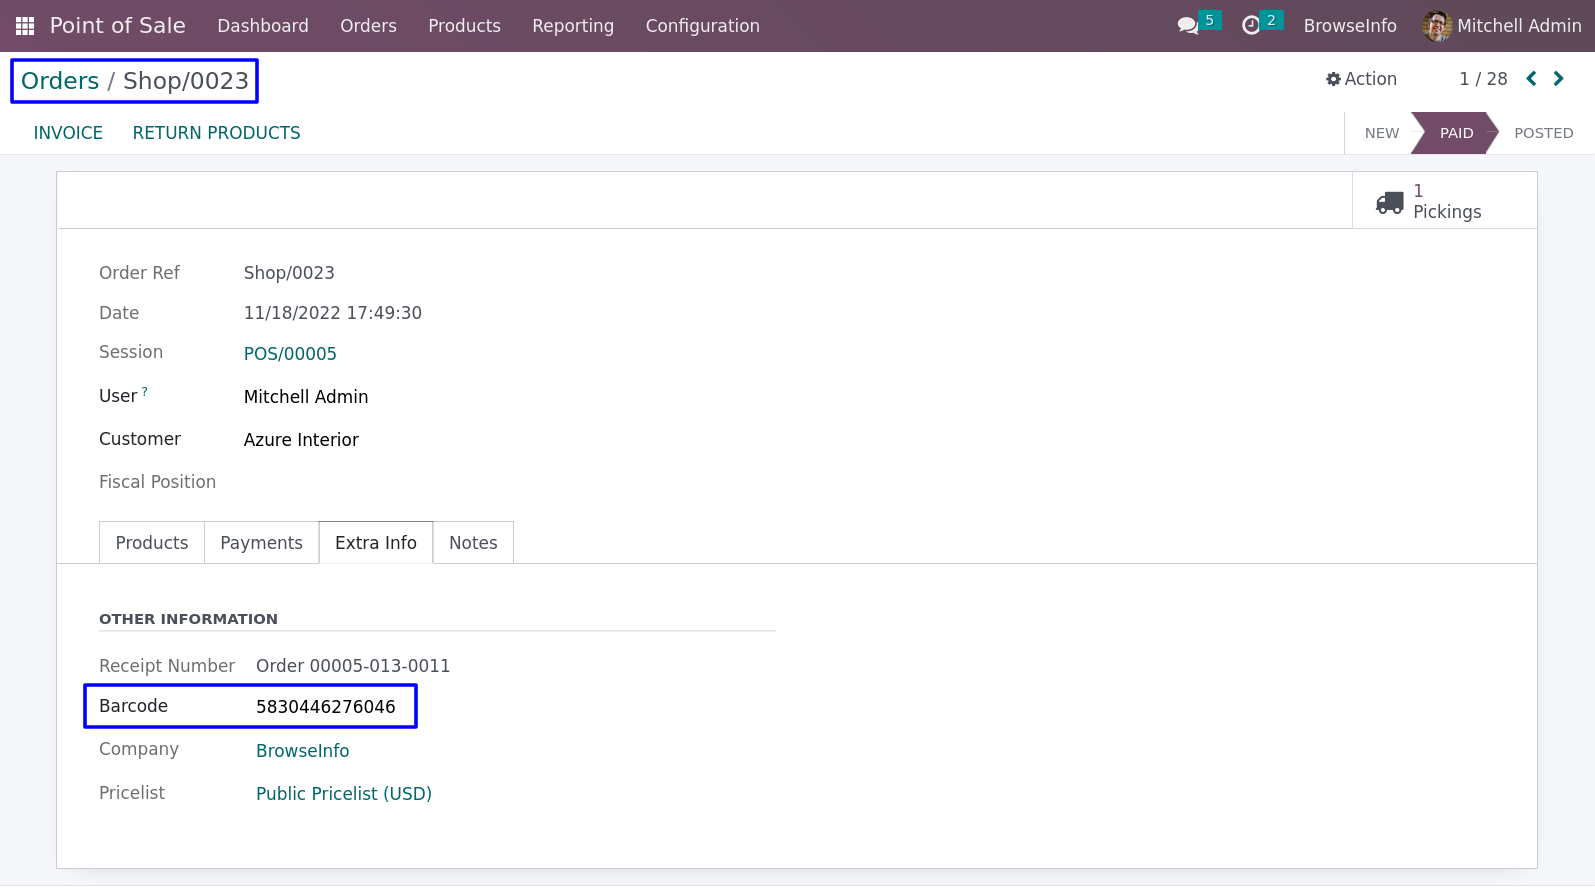 Point of Sale Dashboard Orders Products Reporting Configuration 5 2 BrowseInfo Mitchell Admin
Orders / Shop/0023 Action 1 / 28
INVOICE RETURN PRODUCTS NEW PAID POSTED
1
Pickings
Order Ref Shop/0023
Date 11/18/2022 17:49:30
Session POS/00005
User ? Mitchell Admin
Customer Azure Interior
Fiscal Position
Products Payments Extra Info Notes
OTHER INFORMATION
Receipt Number Order 00005-013-0011
Barcode 5830446276046
Company BrowseInfo
Pricelist Public Pricelist (USD)